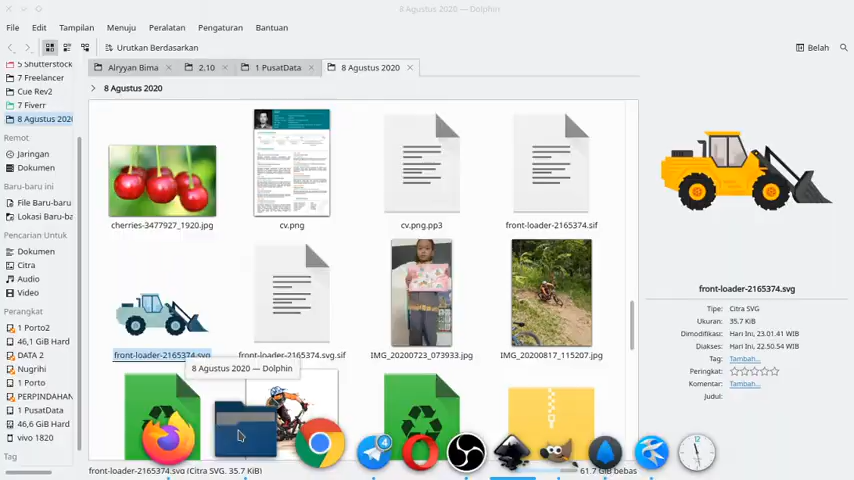 8 Agustus 2020 — Dolphin
File Edit Tampilan Menuju Peralatan Pengaturan Bantuan
Urutkan Berdasarkan Belah
Alryyan Bima 2.10 1 PusatData 8 Agustus 2020
8 Agustus 2020
5 Shutterstock
7 Freelancer
Cue Rev2
7 Fiverr
8 Agustus 2020
Remot
Jaringan
Dokumen
Baru-baru ini
File Baru-baru
Lokasi Baru-ba
Pencarian Untuk
Dokumen
Citra
Audio
Video
Perangkat
1 Porto2
46,1 GiB Hard
DATA 2
Nugrihi
1 Porto
PERPINDAHAN
1 PusatData
46,6 GiB Hard
vivo 1820
Tag
cherries-3477927_1920.jpg cv.png cv.png.pp3 front-loader-2165374.sif
front-loader-2165374.svg front-loader-2165374.svg.sif IMG_20200723_073933.jpg IMG_20200817_115207.jpg
8 Agustus 2020 — Dolphin
front-loader-2165374.svg (Citra SVG, 35.7 KiB) 61.7 GiB bebas
front-loader-2165374.svg
Tipe: Citra SVG
Ukuran: 35.7 KiB
Dimodifikasi: Hari Ini, 23.01.41 WIB
Diakses: Hari Ini, 22.50.54 WIB
Tag: Tambah...
Peringkat:
Komentar: Tambah...
Judul:
4
12